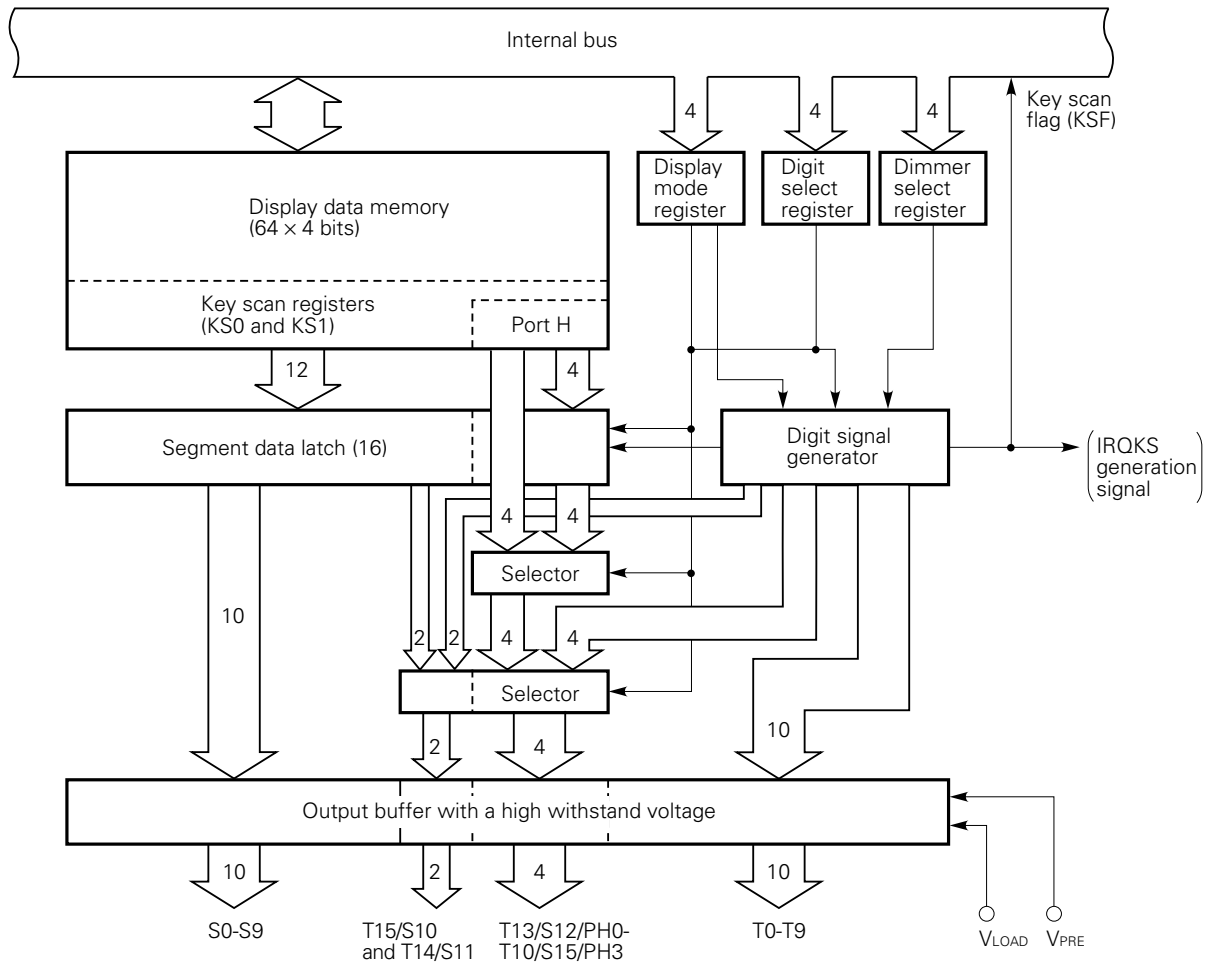 Internal bus
4
4
4
Key scan
flag (KSF)
Display
mode
register
Digit
select
register
Dimmer
select
register
Display data memory
(64 × 4 bits)
Key scan registers
(KS0 and KS1)
Port H
12
4
Segment data latch (16)
Digit signal
generator
IRQKS
generation
signal
4
4
Selector
10
2
2
4
4
Selector
10
2
4
Output buffer with a high withstand voltage
10
2
4
10
S0-S9
T15/S10
and T14/S11
T13/S12/PH0-
T10/S15/PH3
T0-T9
VLOAD
VPRE